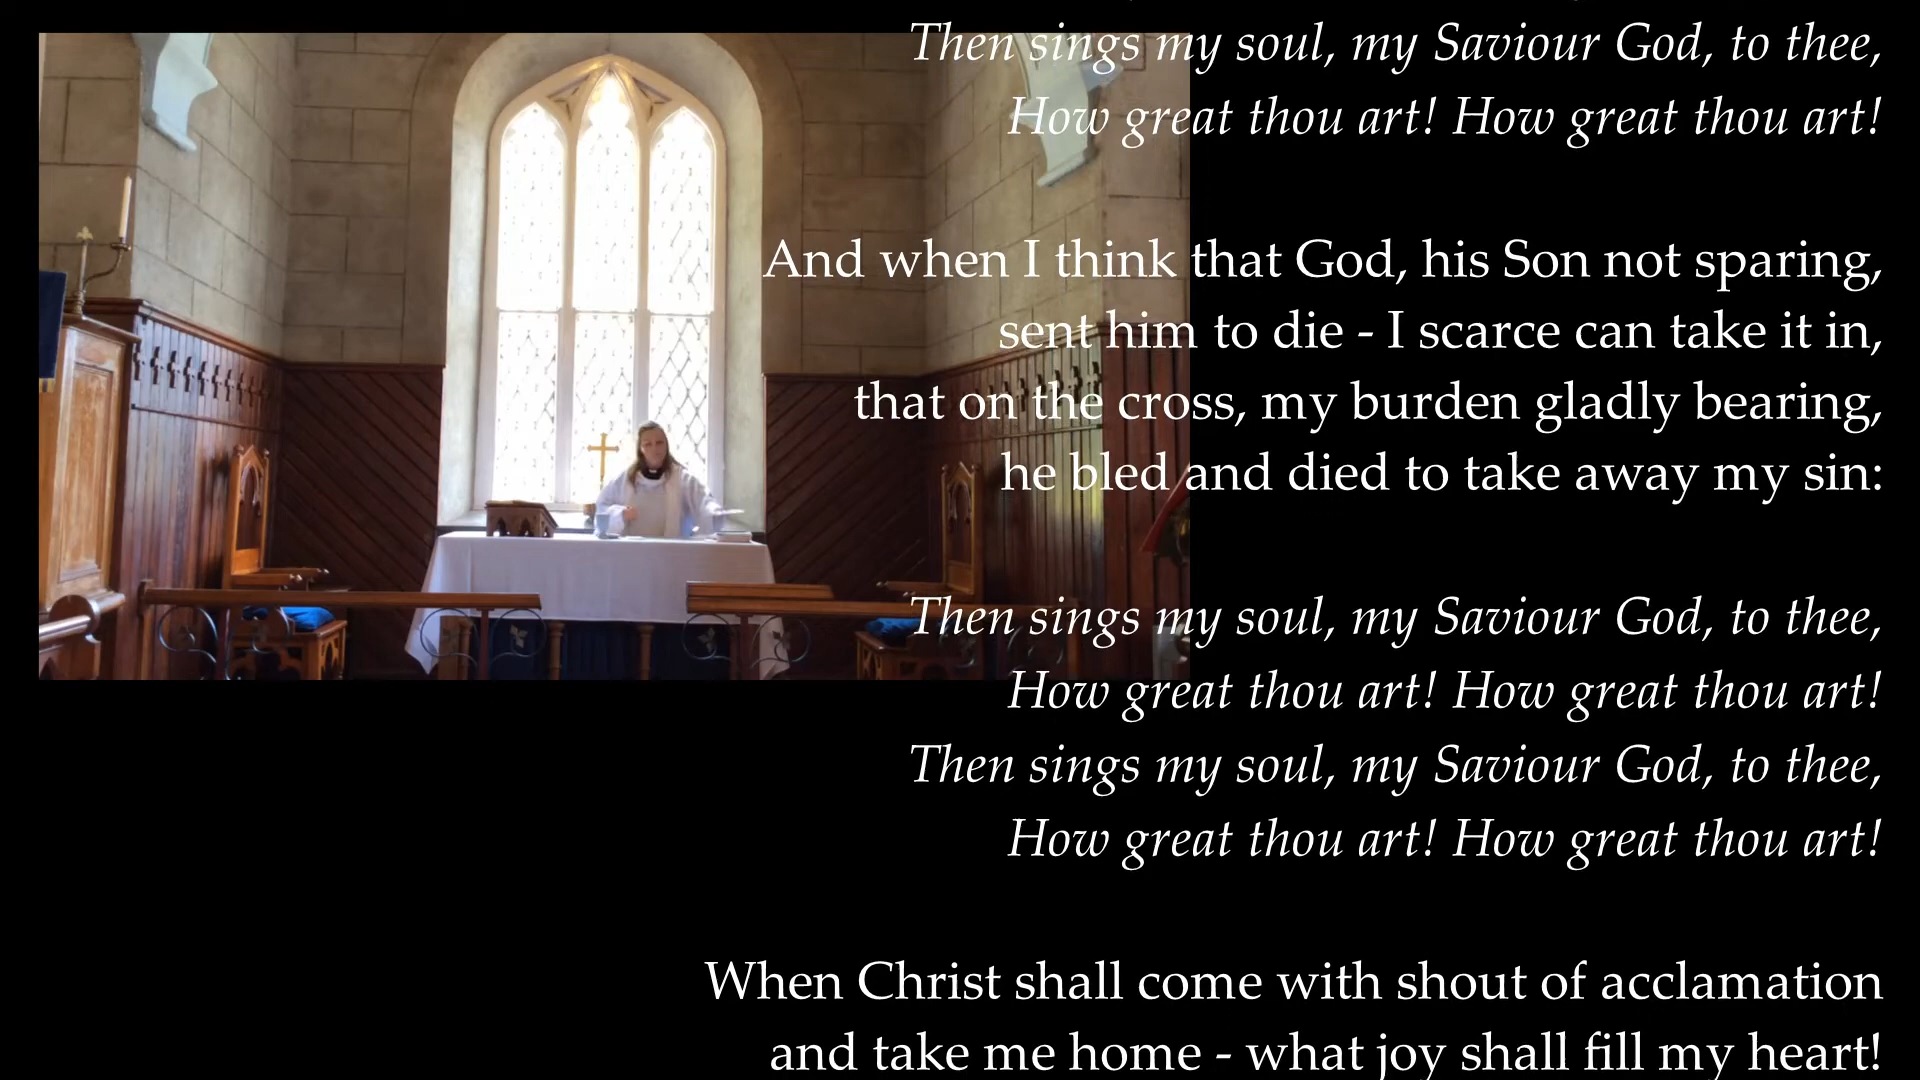 Then sings my soul, my Saviour God, to thee,
How great thou art! How great thou art!
And when I think that God, his Son not sparing,
sent him to die - I scarce can take it in,
that on the cross, my burden gladly bearing,
he bled and died to take away my sin:
Then sings my soul, my Saviour God, to thee,
How great thou art! How great thou art!
Then sings my soul, my Saviour God, to thee,
How great thou art! How great thou art!
When Christ shall come with shout of acclamation
and take me home - what joy shall fill my heart!